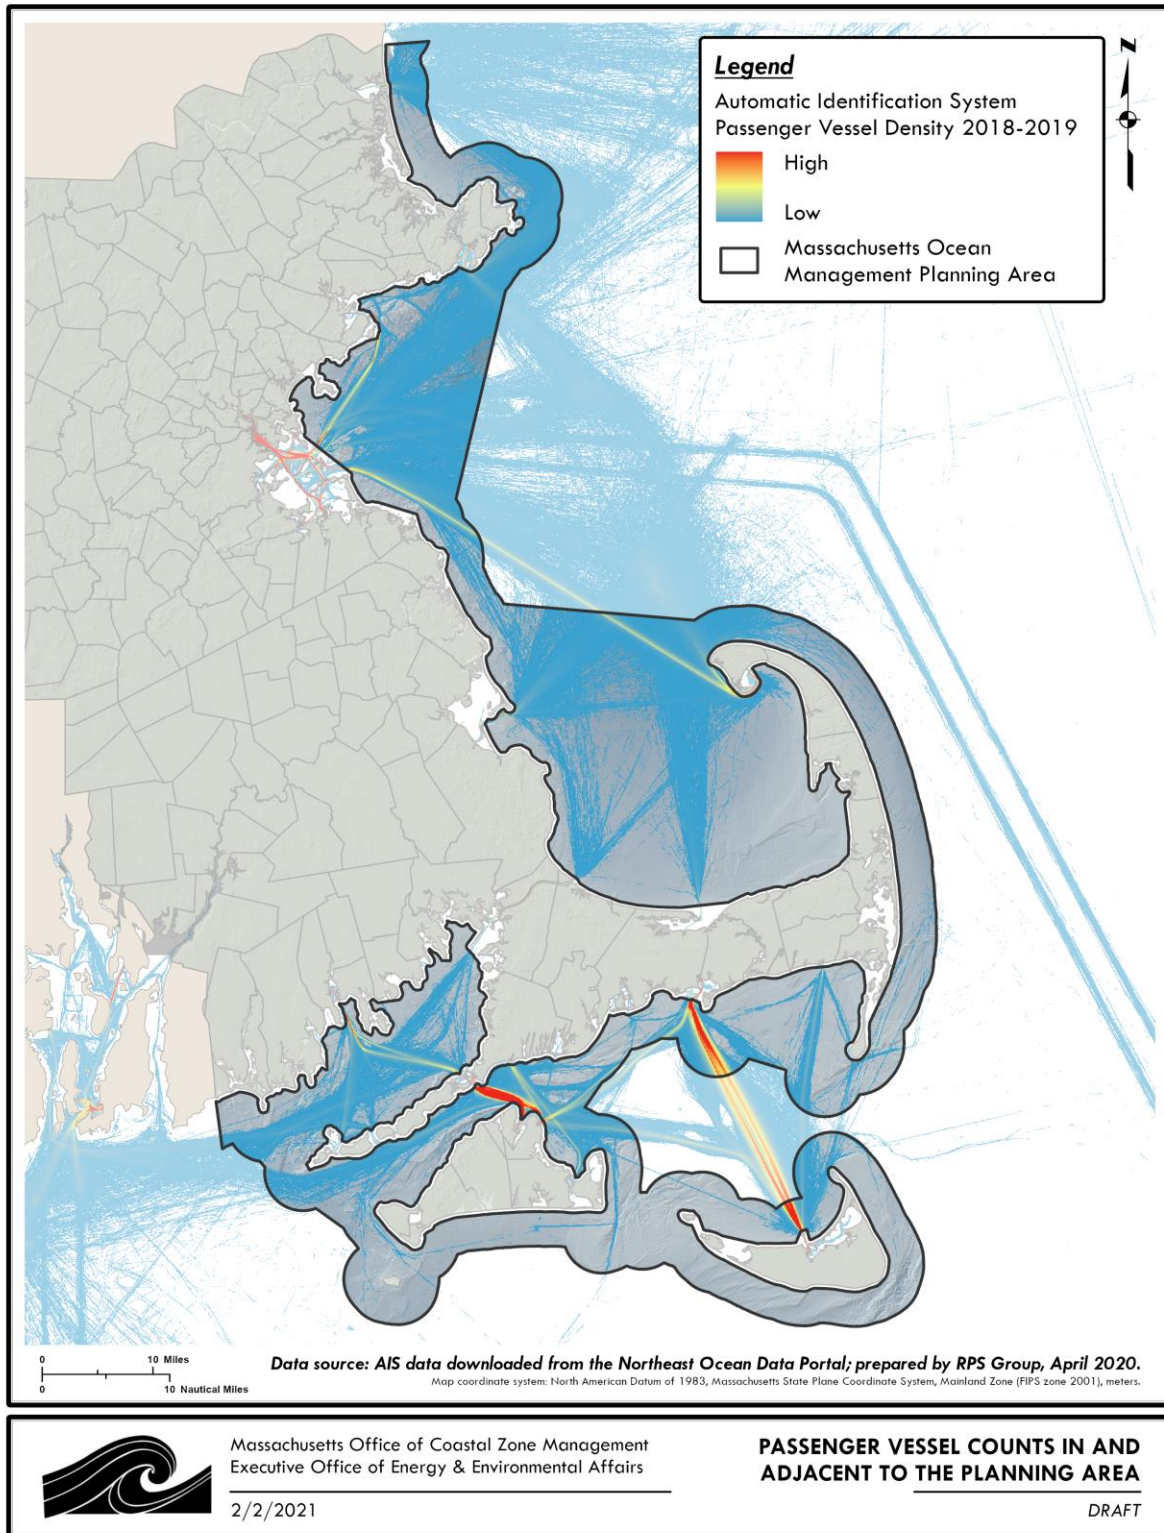 Legend
Automatic Identification System
Passenger Vessel Density 2018-2019
High
Low
Massachusetts Ocean
Management Planning Area
N
0 10 Miles
0 10 Nautical Miles
Data source: AIS data downloaded from the Northeast Ocean Data Portal; prepared by RPS Group, April 2020.
Map coordinate system: North American Datum of 1983, Massachusetts State Plane Coordinate System, Mainland Zone (FIPS zone 2001), meters.
Massachusetts Office of Coastal Zone Management
Executive Office of Energy & Environmental Affairs
2/2/2021
PASSENGER VESSEL COUNTS IN AND
ADJACENT TO THE PLANNING AREA
DRAFT